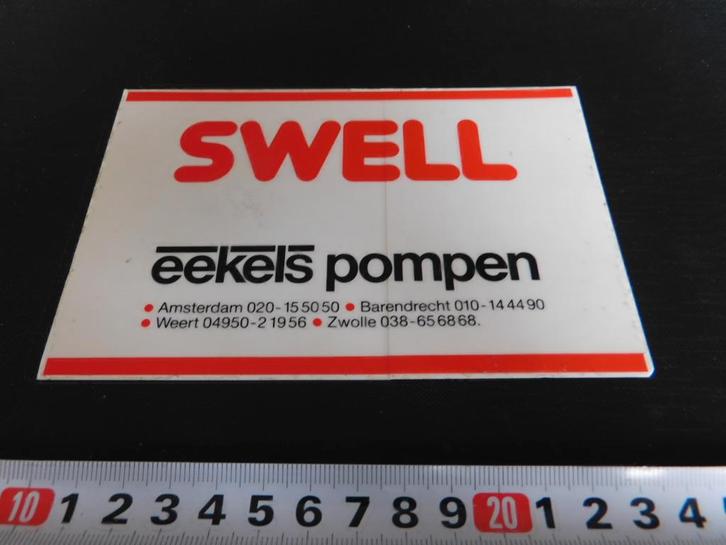 SWELL
eekels pompen
• Amsterdam 020-155050 • Barendrecht 010-144490
• Weert 04950-21956 • Zwolle 038-656868.
10 1 2 3 4 5 6 7 8 9 20 1 2 3 4